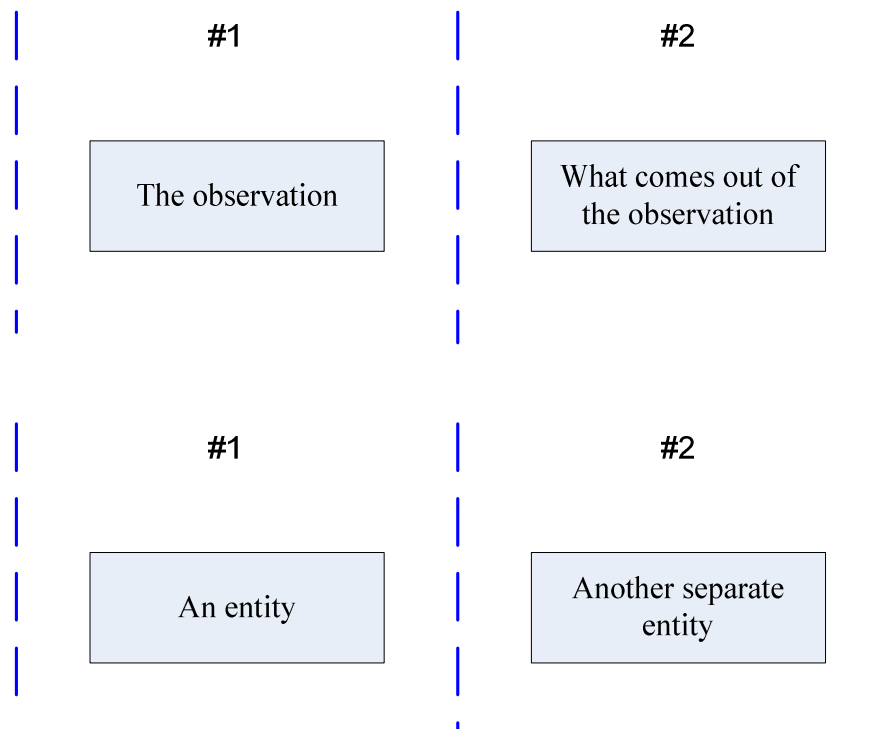 #1
#2
The observation
What comes out of
the observation
#1
#2
An entity
Another separate
entity